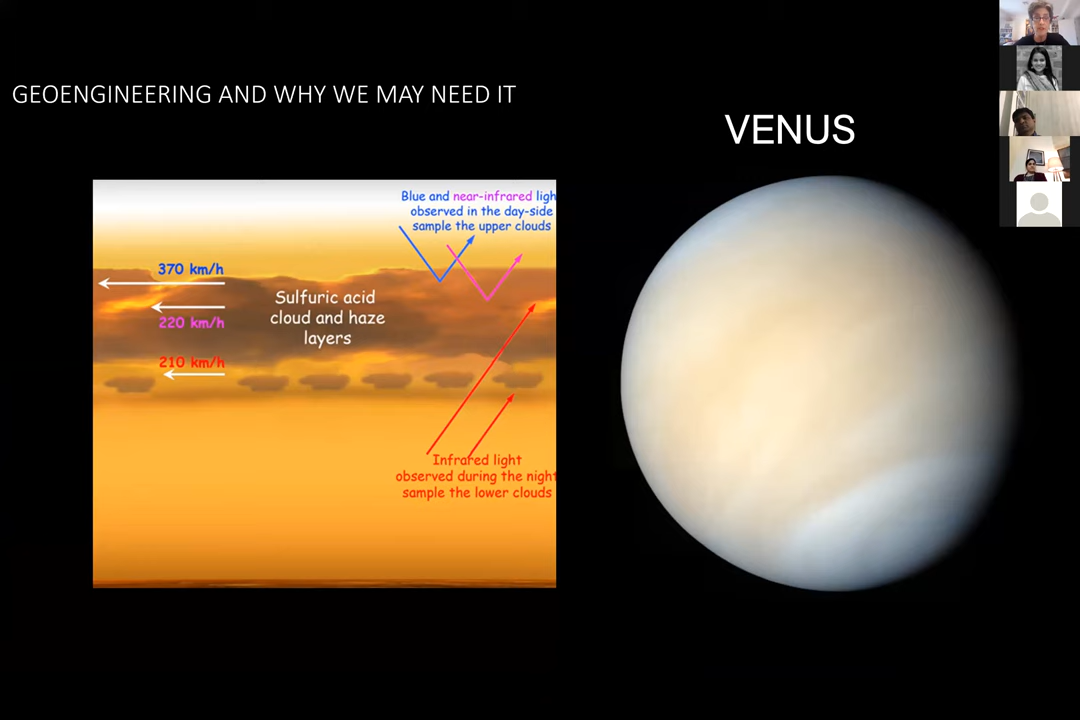 GEOENGINEERING AND WHY WE MAY NEED IT
VENUS
Blue and near-infrared ligh
observed in the day-side
sample the upper clouds
370 km/h
220 km/h
210 km/h
Sulfuric acid
cloud and haze
layers
Infrared light
observed during the night
sample the lower clouds